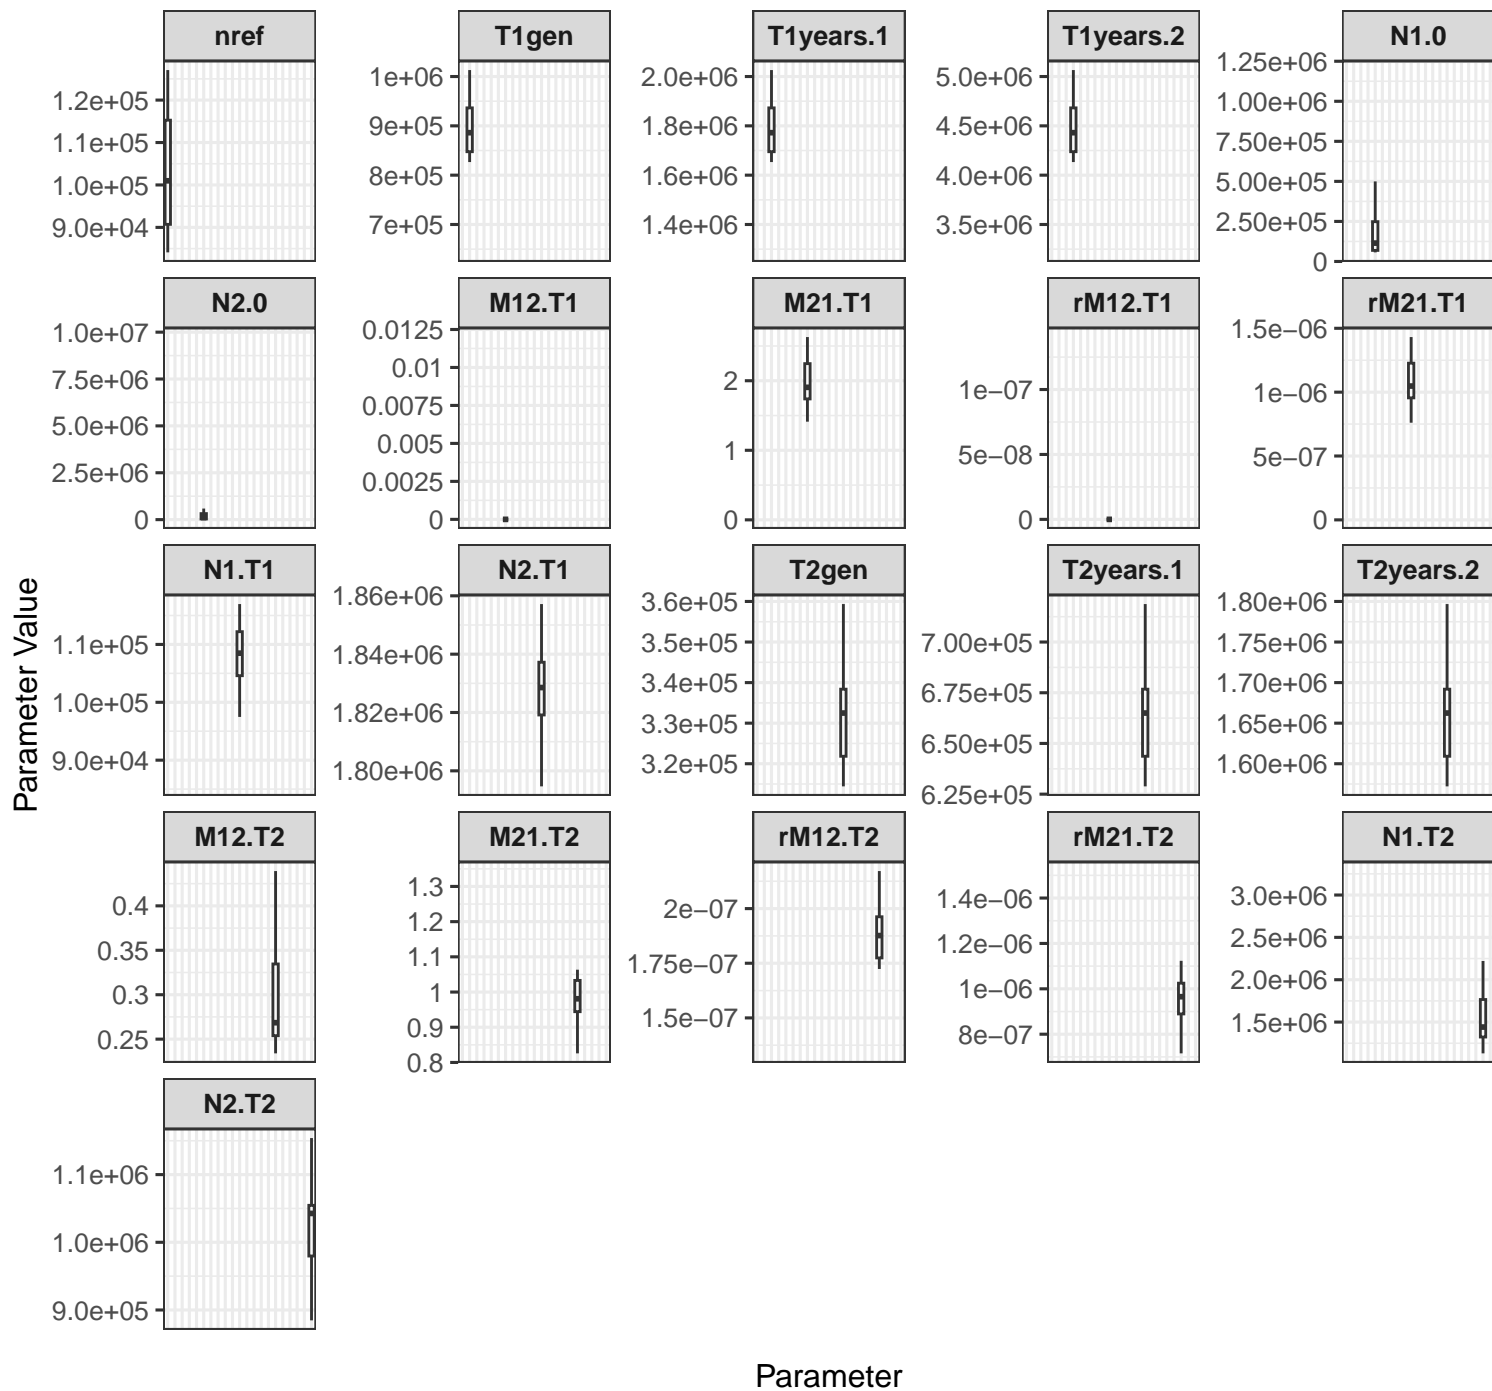 nref
T1gen
T1years.1
T1years.2
N1.0
1.2e+05
1.1e+05
1.0e+05
9.0e+04
1e+06
9e+05
8e+05
7e+05
2.0e+06
1.8e+06
1.6e+06
1.4e+06
5.0e+06
4.5e+06
4.0e+06
3.5e+06
1.25e+06
1.00e+06
7.50e+05
5.00e+05
2.50e+05
0
N2.0
M12.T1
M21.T1
rM12.T1
rM21.T1
1.0e+07
7.5e+06
5.0e+06
2.5e+06
0
0.0125
0.01
0.0075
0.005
0.0025
0
2
1
0
1e−07
5e−08
0
1.5e−06
1e−06
5e−07
0
N1.T1
N2.T1
T2gen
T2years.1
T2years.2
1.1e+05
1.0e+05
9.0e+04
1.86e+06
1.84e+06
1.82e+06
1.80e+06
3.6e+05
3.5e+05
3.4e+05
3.3e+05
3.2e+05
7.00e+05
6.75e+05
6.50e+05
6.25e+05
1.80e+06
1.75e+06
1.70e+06
1.65e+06
1.60e+06
M12.T2
M21.T2
rM12.T2
rM21.T2
N1.T2
0.4
0.35
0.3
0.25
1.3
1.2
1.1
1
0.9
0.8
2e−07
1.75e−07
1.5e−07
1.4e−06
1.2e−06
1e−06
8e−07
3.0e+06
2.5e+06
2.0e+06
1.5e+06
N2.T2
1.1e+06
1.0e+06
9.0e+05
Parameter Value
Parameter